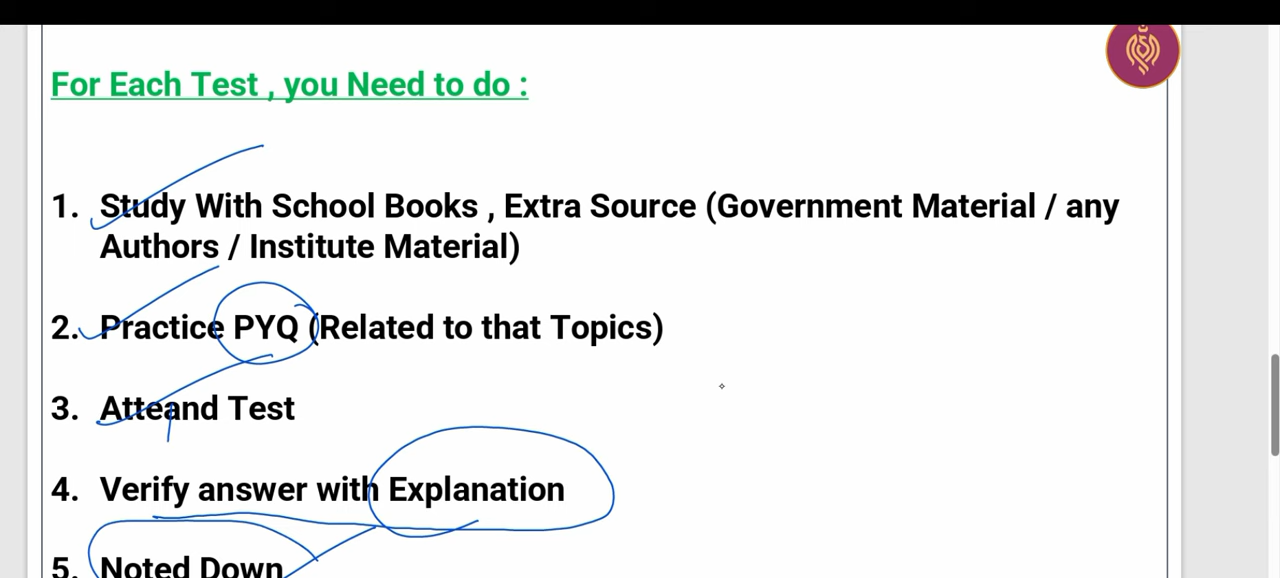 For Each Test , you Need to do :
1. Study With School Books , Extra Source (Government Material / any
Authors / Institute Material)
2. Practice PYQ (Related to that Topics)
3. Atteand Test
4. Verify answer with Explanation
5. Noted Down